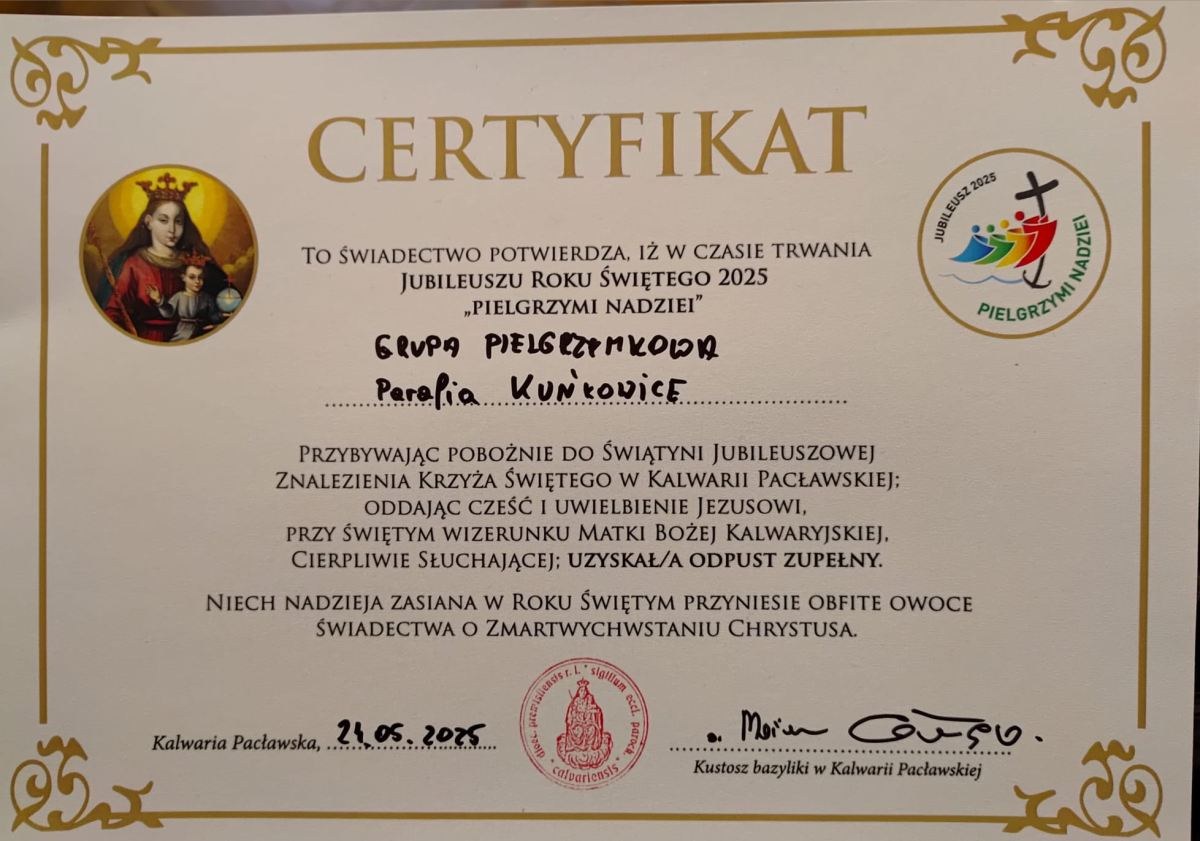 CERTYFIKAT
JUBILEUSZ 2025
PIELGRZYMI NADZIEI
TO ŚWIADECTWO POTWIERDZA, IŻ W CZASIE TRWANIA
JUBILEUSZU ROKU ŚWIĘTEGO 2025
„PIELGRZYMI NADZIEI”
GRUPA PIELGRZYMKOWA
Parafia KUŃKOWICE
PRZYBYWAJĄC POBOŻNIE DO ŚWIĄTYNI JUBILEUSZOWEJ
ZNALEZIENIA KRZYŻA ŚWIĘTEGO W KALWARII PACŁAWSKIEJ;
ODDAJĄC CZEŚĆ I UWIELBIENIE JEZUSOWI,
PRZY ŚWIĘTYM WIZERUNKU MATKI BOŻEJ KALWARYJSKIEJ,
CIERPLIWIE SŁUCHAJĄCEJ; UZYSKAŁ/A ODPUST ZUPEŁNY.
NIECH NADZIEJA ZASIANA W ROKU ŚWIĘTYM PRZYNIESIE OBFITE OWOCE
ŚWIADECTWA O ZMARTWYCHWSTANIU CHRYSTUSA.
sigillum eccl. paroch. calvariensis
r. l.
Kalwaria Pacławska, 24.05.2025
Kustosz bazyliki w Kalwarii Pacławskiej